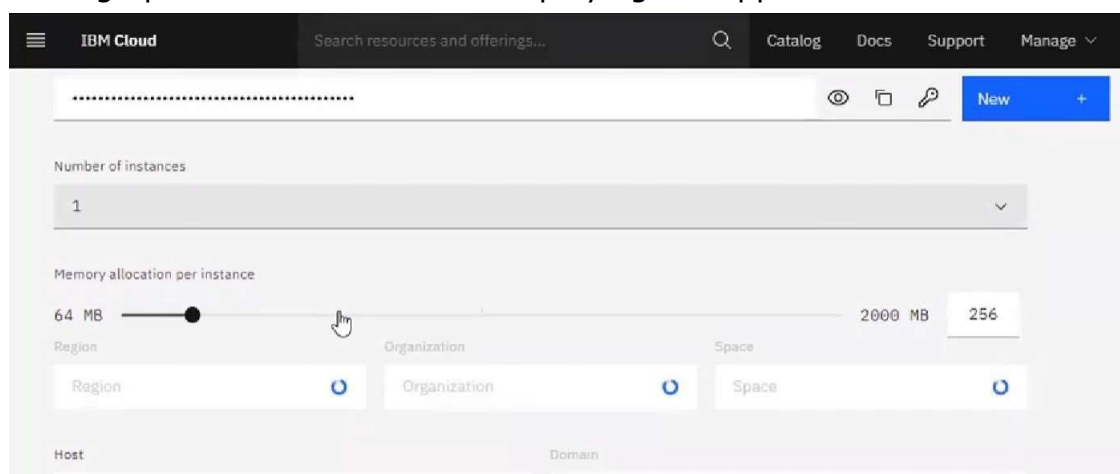 IBM Cloud Search resources and offerings... Catalog Docs Support Manage
•••••••••••••••••••••••••••••••••••••••••••• New +
Number of instances
1
Memory allocation per instance
64 MB 2000 MB 256
Region Organization Space
Region Organization Space
Host Domain